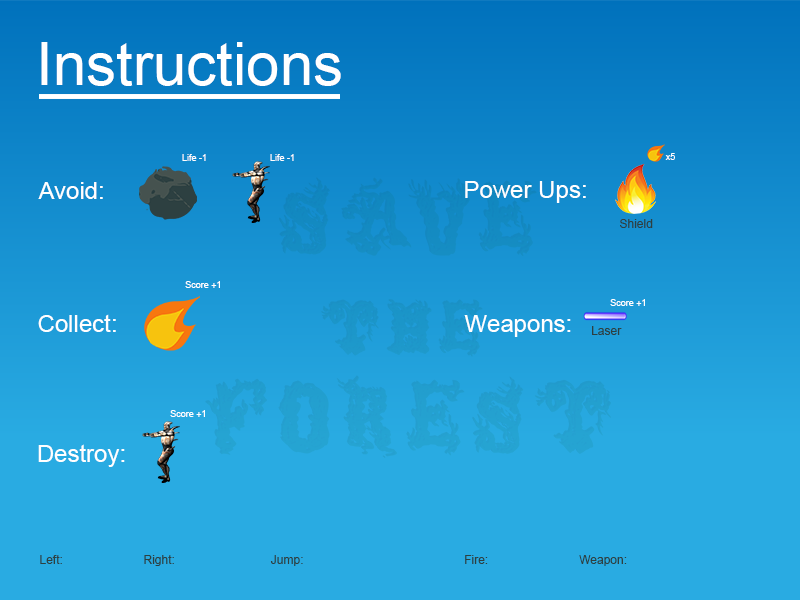 Instructions
Avoid:
Life -1
Life -1
Power Ups:
x5
Shield
SAVE
Collect:
Score +1
THE
Weapons:
Score +1
Laser
FOREST
Destroy:
Score +1
Left:
Right:
Jump:
Fire:
Weapon: